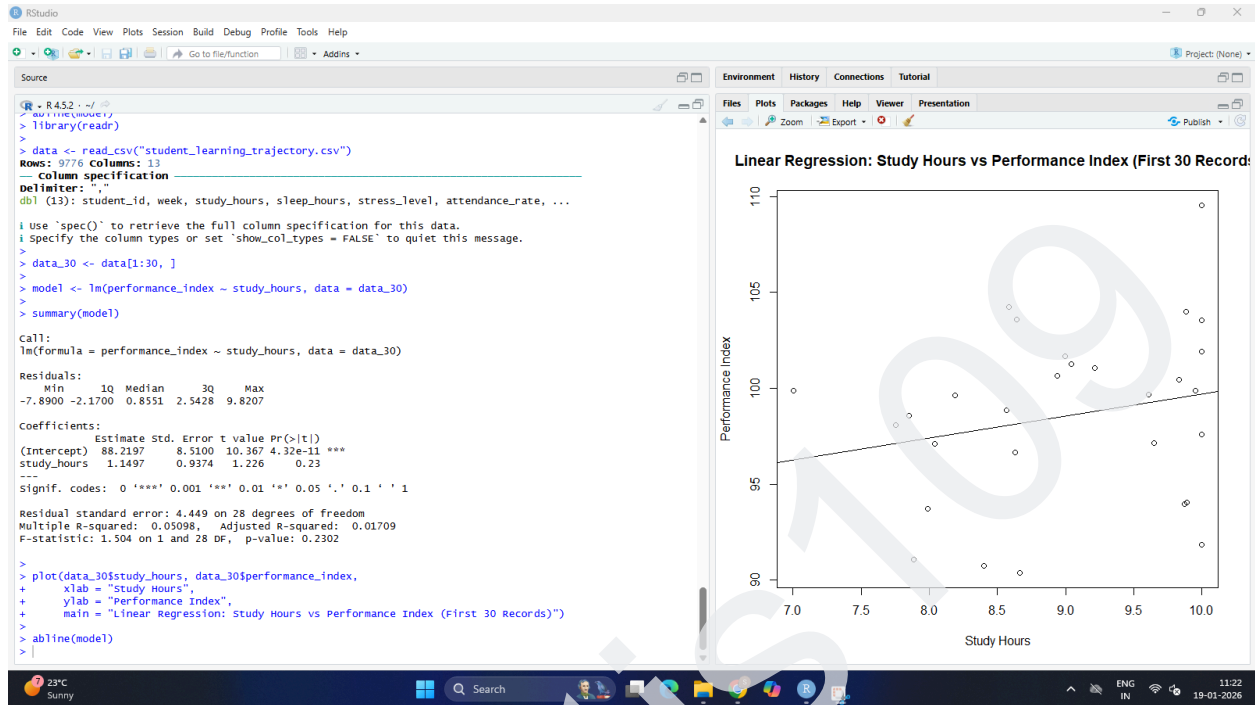 RStudio
File Edit Code View Plots Session Build Debug Profile Tools Help
Go to file/function Addins Project: (None)
Source
R 4.5.2 · ~/
> abline(model)
> library(readr)
>
> data <- read_csv("student_learning_trajectory.csv")
Rows: 9776 Columns: 13
── Column specification ──
Delimiter: ","
dbl (13): student_id, week, study_hours, sleep_hours, stress_level, attendance_rate, ...
ℹ Use `spec()` to retrieve the full column specification for this data.
ℹ Specify the column types or set `show_col_types = FALSE` to quiet this message.
>
> data_30 <- data[1:30, ]
>
> model <- lm(performance_index ~ study_hours, data = data_30)
>
> summary(model)
Call:
lm(formula = performance_index ~ study_hours, data = data_30)
Residuals:
Min 1Q Median 3Q Max
-7.8900 -2.1700 0.8551 2.5428 9.8207
Coefficients:
Estimate Std. Error t value Pr(>|t|)
(Intercept) 88.2197 8.5100 10.367 4.32e-11 ***
study_hours 1.1497 0.9374 1.226 0.23
---
Signif. codes: 0 ‘***’ 0.001 ‘**’ 0.01 ‘*’ 0.05 ‘.’ 0.1 ‘ ’ 1
Residual standard error: 4.449 on 28 degrees of freedom
Multiple R-squared: 0.05098, Adjusted R-squared: 0.01709
F-statistic: 1.504 on 1 and 28 DF, p-value: 0.2302
>
> plot(data_30$study_hours, data_30$performance_index,
+ xlab = "Study Hours",
+ ylab = "Performance Index",
+ main = "Linear Regression: Study Hours vs Performance Index (First 30 Records)")
>
> abline(model)
>
Environment History Connections Tutorial
Files Plots Packages Help Viewer Presentation
Zoom Export Publish
Linear Regression: Study Hours vs Performance Index (First 30 Records
110
105
100
95
90
Performance Index
7.0 7.5 8.0 8.5 9.0 9.5 10.0
Study Hours
is109
7
23°C
Sunny
Search
ENG
IN
11:22
19-01-2026